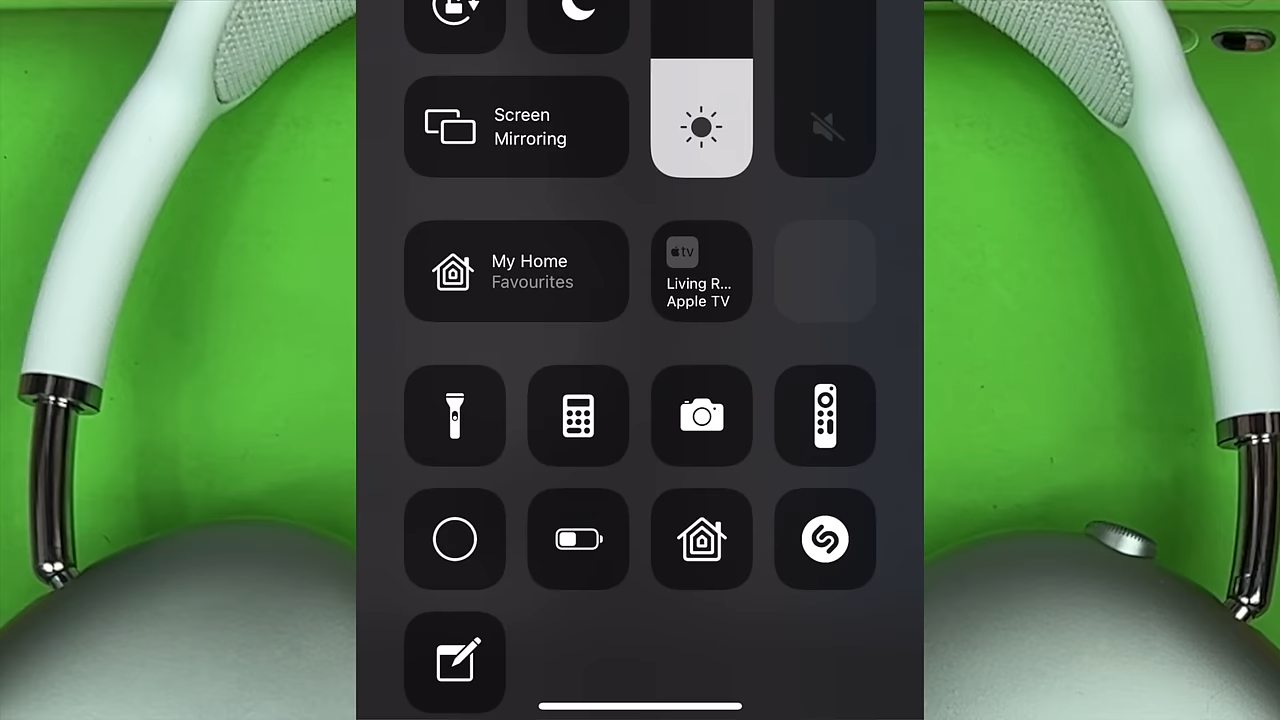 Screen
Mirroring
My Home
Favourites
tv
Living R...
Apple TV